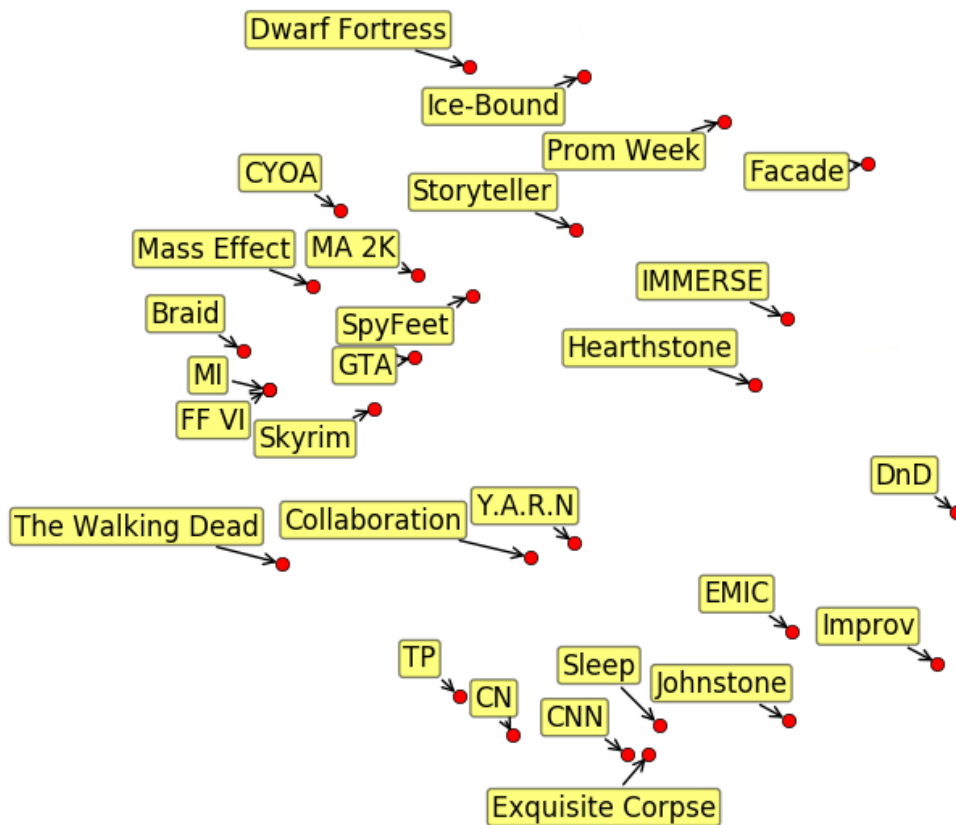 Dwarf Fortress
Ice-Bound
Prom Week
Facade
CYOA
Storyteller
Mass Effect
MA 2K
IMMERSE
Braid
SpyFeet
Hearthstone
GTA
MI
FF VI
Skyrim
DnD
The Walking Dead
Collaboration
Y.A.R.N
EMIC
Improv
TP
Sleep
Johnstone
CN
CNN
Exquisite Corpse